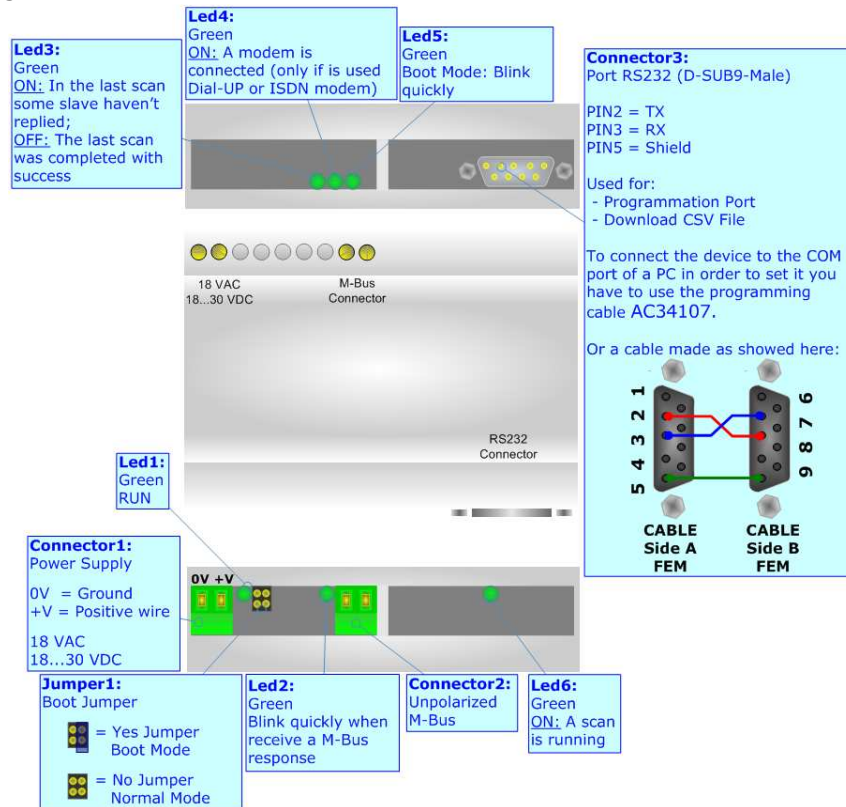 Led3:
Green
ON: In the last scan
some slave haven't
replied;
OFF: The last scan
was completed with
success
Led4:
Green
ON: A modem is
connected (only if is used
Dial-UP or ISDN modem)
Led5:
Green
Boot Mode: Blink
quickly
Connector3:
Port RS232 (D-SUB9-Male)
PIN2 = TX
PIN3 = RX
PIN5 = Shield
Used for:
- Programmation Port
- Download CSV File
To connect the device to the COM
port of a PC in order to set it you
have to use the programming
cable AC34107.
Or a cable made as showed here:
1
2
3
4
5
6
7
8
9
CABLE
Side A
FEM
CABLE
Side B
FEM
18 VAC
18...30 VDC
M-Bus
Connector
RS232
Connector
Led1:
Green
RUN
Connector1:
Power Supply
0V = Ground
+V = Positive wire
18 VAC
18...30 VDC
0V +V
Jumper1:
Boot Jumper
= Yes Jumper
Boot Mode
= No Jumper
Normal Mode
Led2:
Green
Blink quickly when
receive a M-Bus
response
Connector2:
Unpolarized
M-Bus
Led6:
Green
ON: A scan
is running